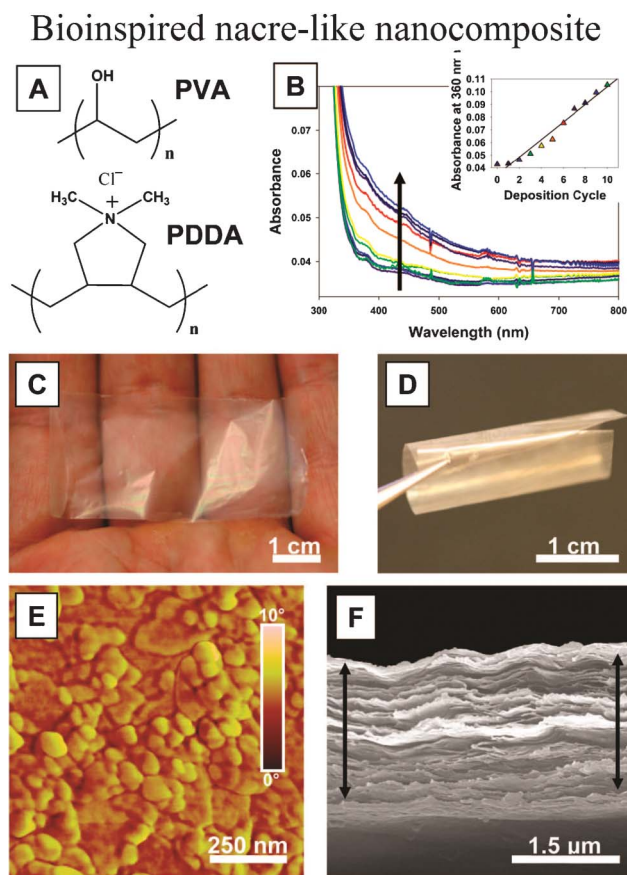 Bioinspired nacre-like nanocomposite
A
OH
PVA
n
Cl⁻
H₃C
+
CH₃
N
PDDA
n
B
Absorbance
0.07
0.06
0.05
0.04
300 400 500 600 700 800
Wavelength (nm)
Absorbance at 360 nm
0.11
0.10
0.09
0.08
0.07
0.06
0.05
0.04
0 2 4 6 8 10
Deposition Cycle
C
1 cm
D
1 cm
E
10°
0°
250 nm
F
1.5 µm